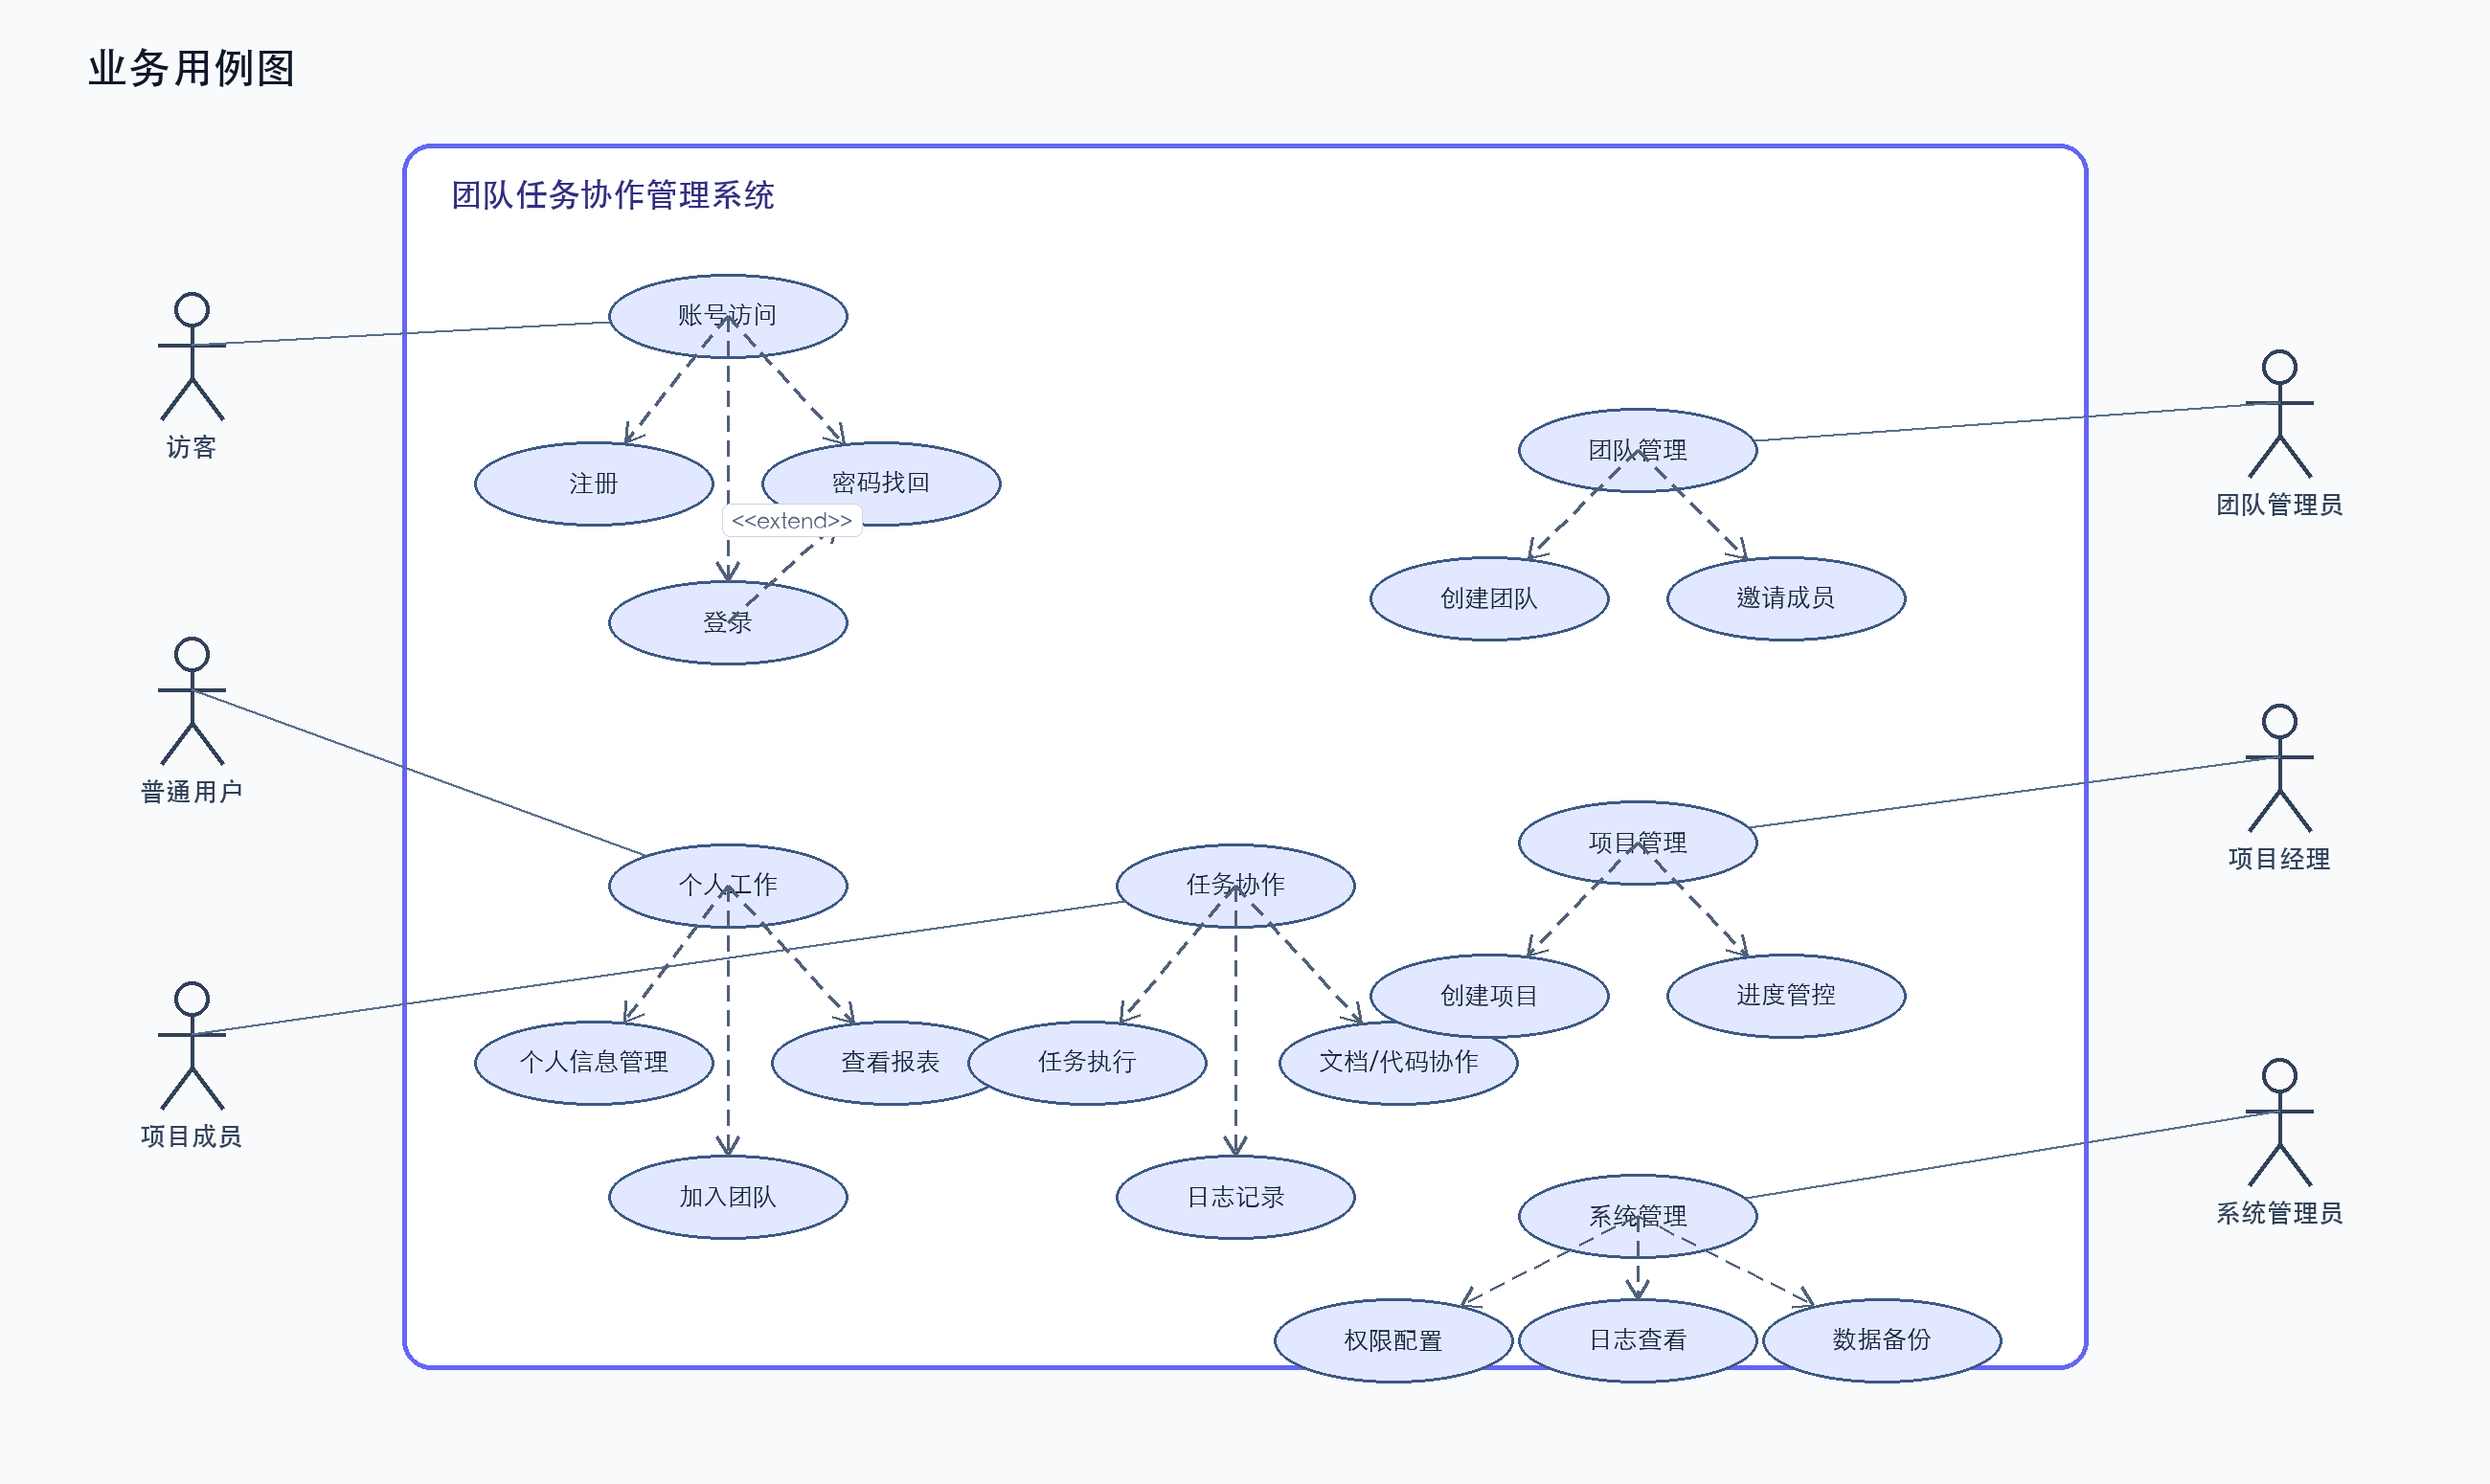 业务用例图
团队任务协作管理系统
账号访问
访客
注册
密码找回
<<extend>>
登录
团队管理
团队管理员
创建团队
邀请成员
普通用户
个人工作
任务协作
项目管理
项目经理
创建项目
进度管控
个人信息管理
查看报表
任务执行
文档/代码协作
项目成员
加入团队
日志记录
系统管理
系统管理员
权限配置
日志查看
数据备份